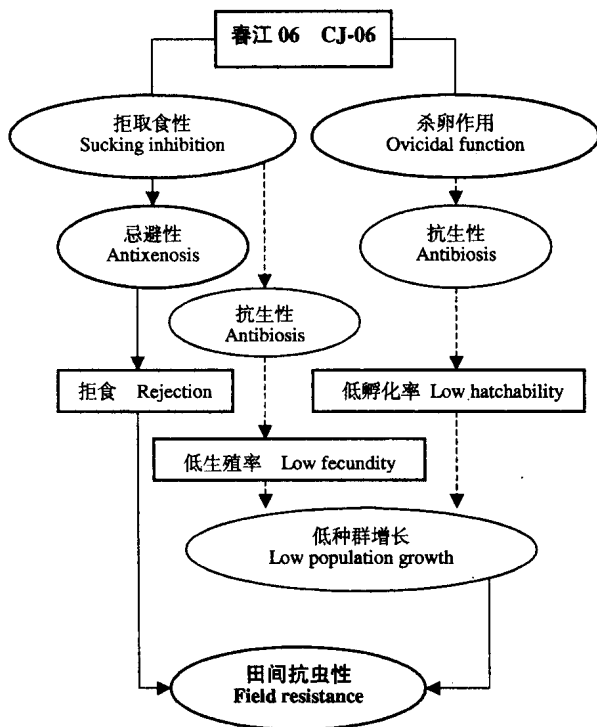 春江 06 CJ-06
拒取食性
Sucking inhibition
杀卵作用
Ovicidal function
忌避性
Antixenosis
抗生性
Antibiosis
抗生性
Antibiosis
拒食 Rejection
低孵化率 Low hatchability
低生殖率 Low fecundity
低种群增长
Low population growth
田间抗虫性
Field resistance